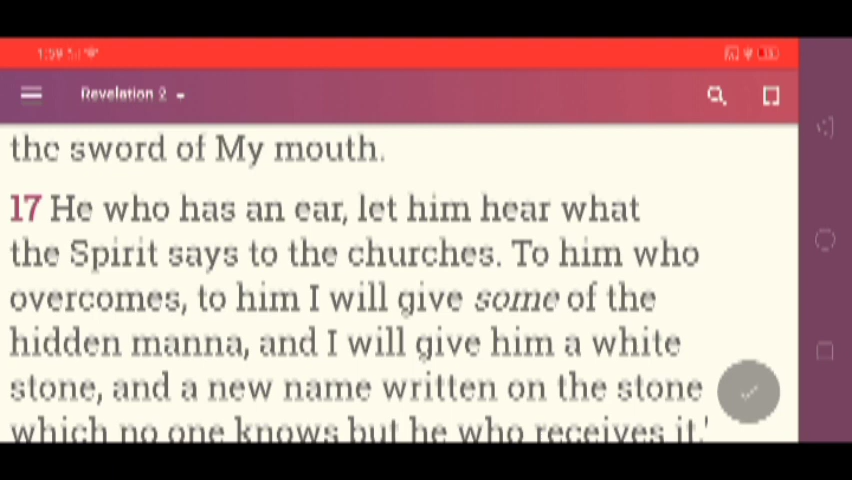 Revelation 2
the sword of My mouth.
17 He who has an ear, let him hear what
the Spirit says to the churches. To him who
overcomes, to him I will give some of the
hidden manna, and I will give him a white
stone, and a new name written on the stone
which no one knows but he who receives it.'